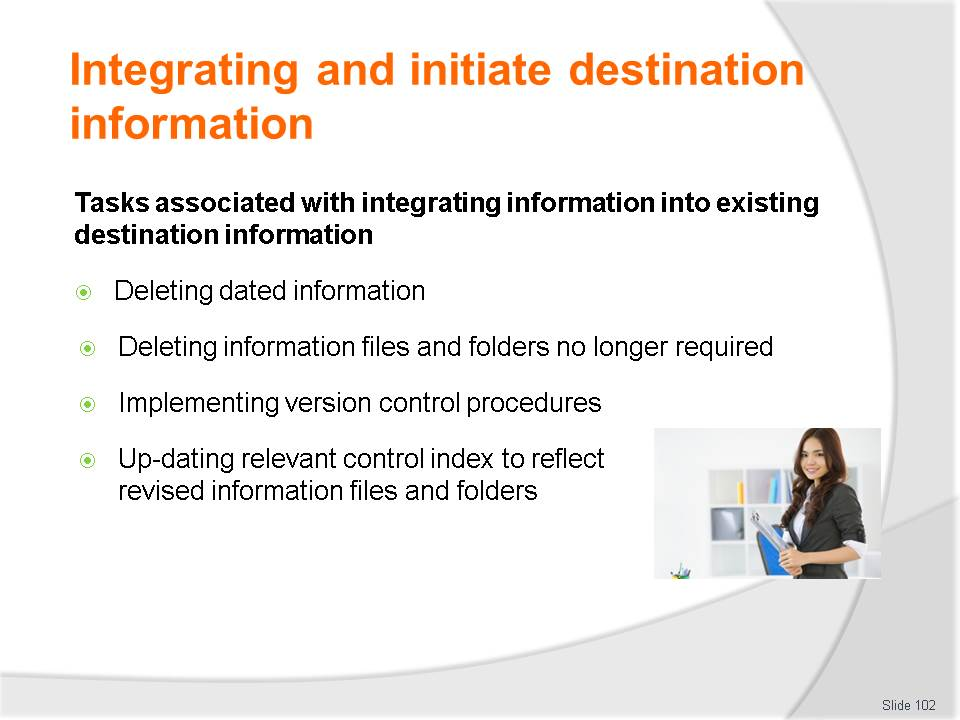 Integrating and initiate destination
information
Tasks associated with integrating information into existing
destination information
Deleting dated information
Deleting information files and folders no longer required
Implementing version control procedures
Up-dating relevant control index to reflect
revised information files and folders
Slide 102